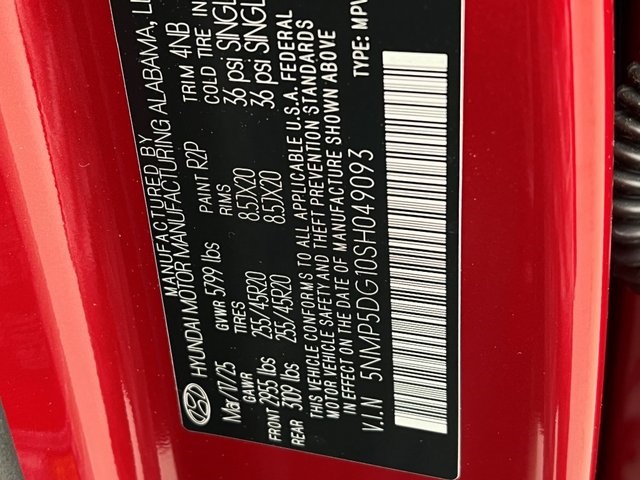 MANUFACTURED BY
HYUNDAI MOTOR MANUFACTURING ALABAMA,
Mar/17/25 GVWR 5799 lbs PAINT R2P TRIM 4NB
GAWR TIRES RIMS COLD TIRE
FRONT 2955 lbs 255/45R20 8.5JX20 36 psi
REAR 3109 lbs 255/45R20 8.5JX20 36 psi
THIS VEHICLE CONFORMS TO ALL APPLICABLE U.S.A. FEDERAL
MOTOR VEHICLE SAFETY AND THEFT PREVENTION STANDARDS
IN EFFECT ON THE DATE OF MANUFACTURE SHOWN ABOVE
V.I.N 5NMP5DG10SH049093 TYPE: MPV